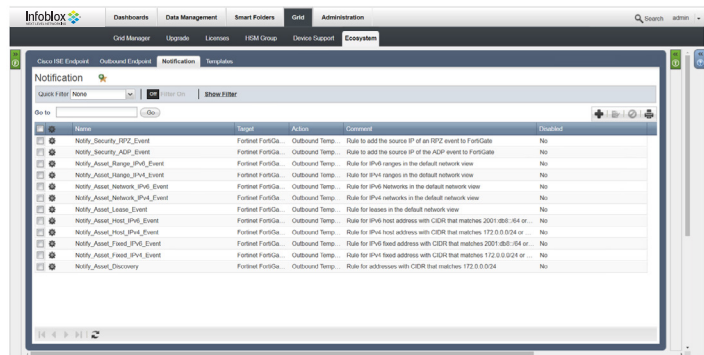 Infoblox
NEXT LEVEL NETWORKING
Dashboards Data Management Smart Folders Grid Administration
Search admin
Grid Manager Upgrade Licenses HSM Group Device Support Ecosystem
Cisco ISE Endpoint Outbound Endpoint Notification Templates
Notification
Quick Filter None Off Filter On Show Filter
Go to Go
Name Target Action Comment Disabled
Notify_Security_RPZ_Event Fortinet FortiGa... Outbound Temp... Rule to add the source IP of an RPZ event to FortiGate No
Notify_Security_ADP_Event Fortinet FortiGa... Outbound Temp... Rule to add the source IP of the ADP event to FortiGate No
Notify_Asset_Range_IPv6_Event Fortinet FortiGa... Outbound Temp... Rule for IPv6 ranges in the default network view No
Notify_Asset_Range_IPv4_Event Fortinet FortiGa... Outbound Temp... Rule for IPv4 ranges in the default network view No
Notify_Asset_Network_IPv6_Event Fortinet FortiGa... Outbound Temp... Rule for IPv6 Networks in the default network view No
Notify_Asset_Network_IPv4_Event Fortinet FortiGa... Outbound Temp... Rule for IPv4 networks in the default network view No
Notify_Asset_Lease_Event Fortinet FortiGa... Outbound Temp... Rule for leases in the default network view No
Notify_Asset_Host_IPv6_Event Fortinet FortiGa... Outbound Temp... Rule for IPv6 host address with CIDR that matches 2001:db8::/64 or... No
Notify_Asset_Host_IPv4_Event Fortinet FortiGa... Outbound Temp... Rule for IPv4 host address with CIDR that matches 172.0.0.0/24 or ... No
Notify_Asset_Fixed_IPv6_Event Fortinet FortiGa... Outbound Temp... Rule for IPv6 fixed address with CIDR that matches 2001:db8::/64 or... No
Notify_Asset_Fixed_IPv4_Event Fortinet FortiGa... Outbound Temp... Rule for IPv4 fixed address with CIDR that matches 172.0.0.0/24 or... No
Notify_Asset_Discovery Fortinet FortiGa... Outbound Temp... Rule for addresses with CIDR that matches 172.0.0.0/24 No